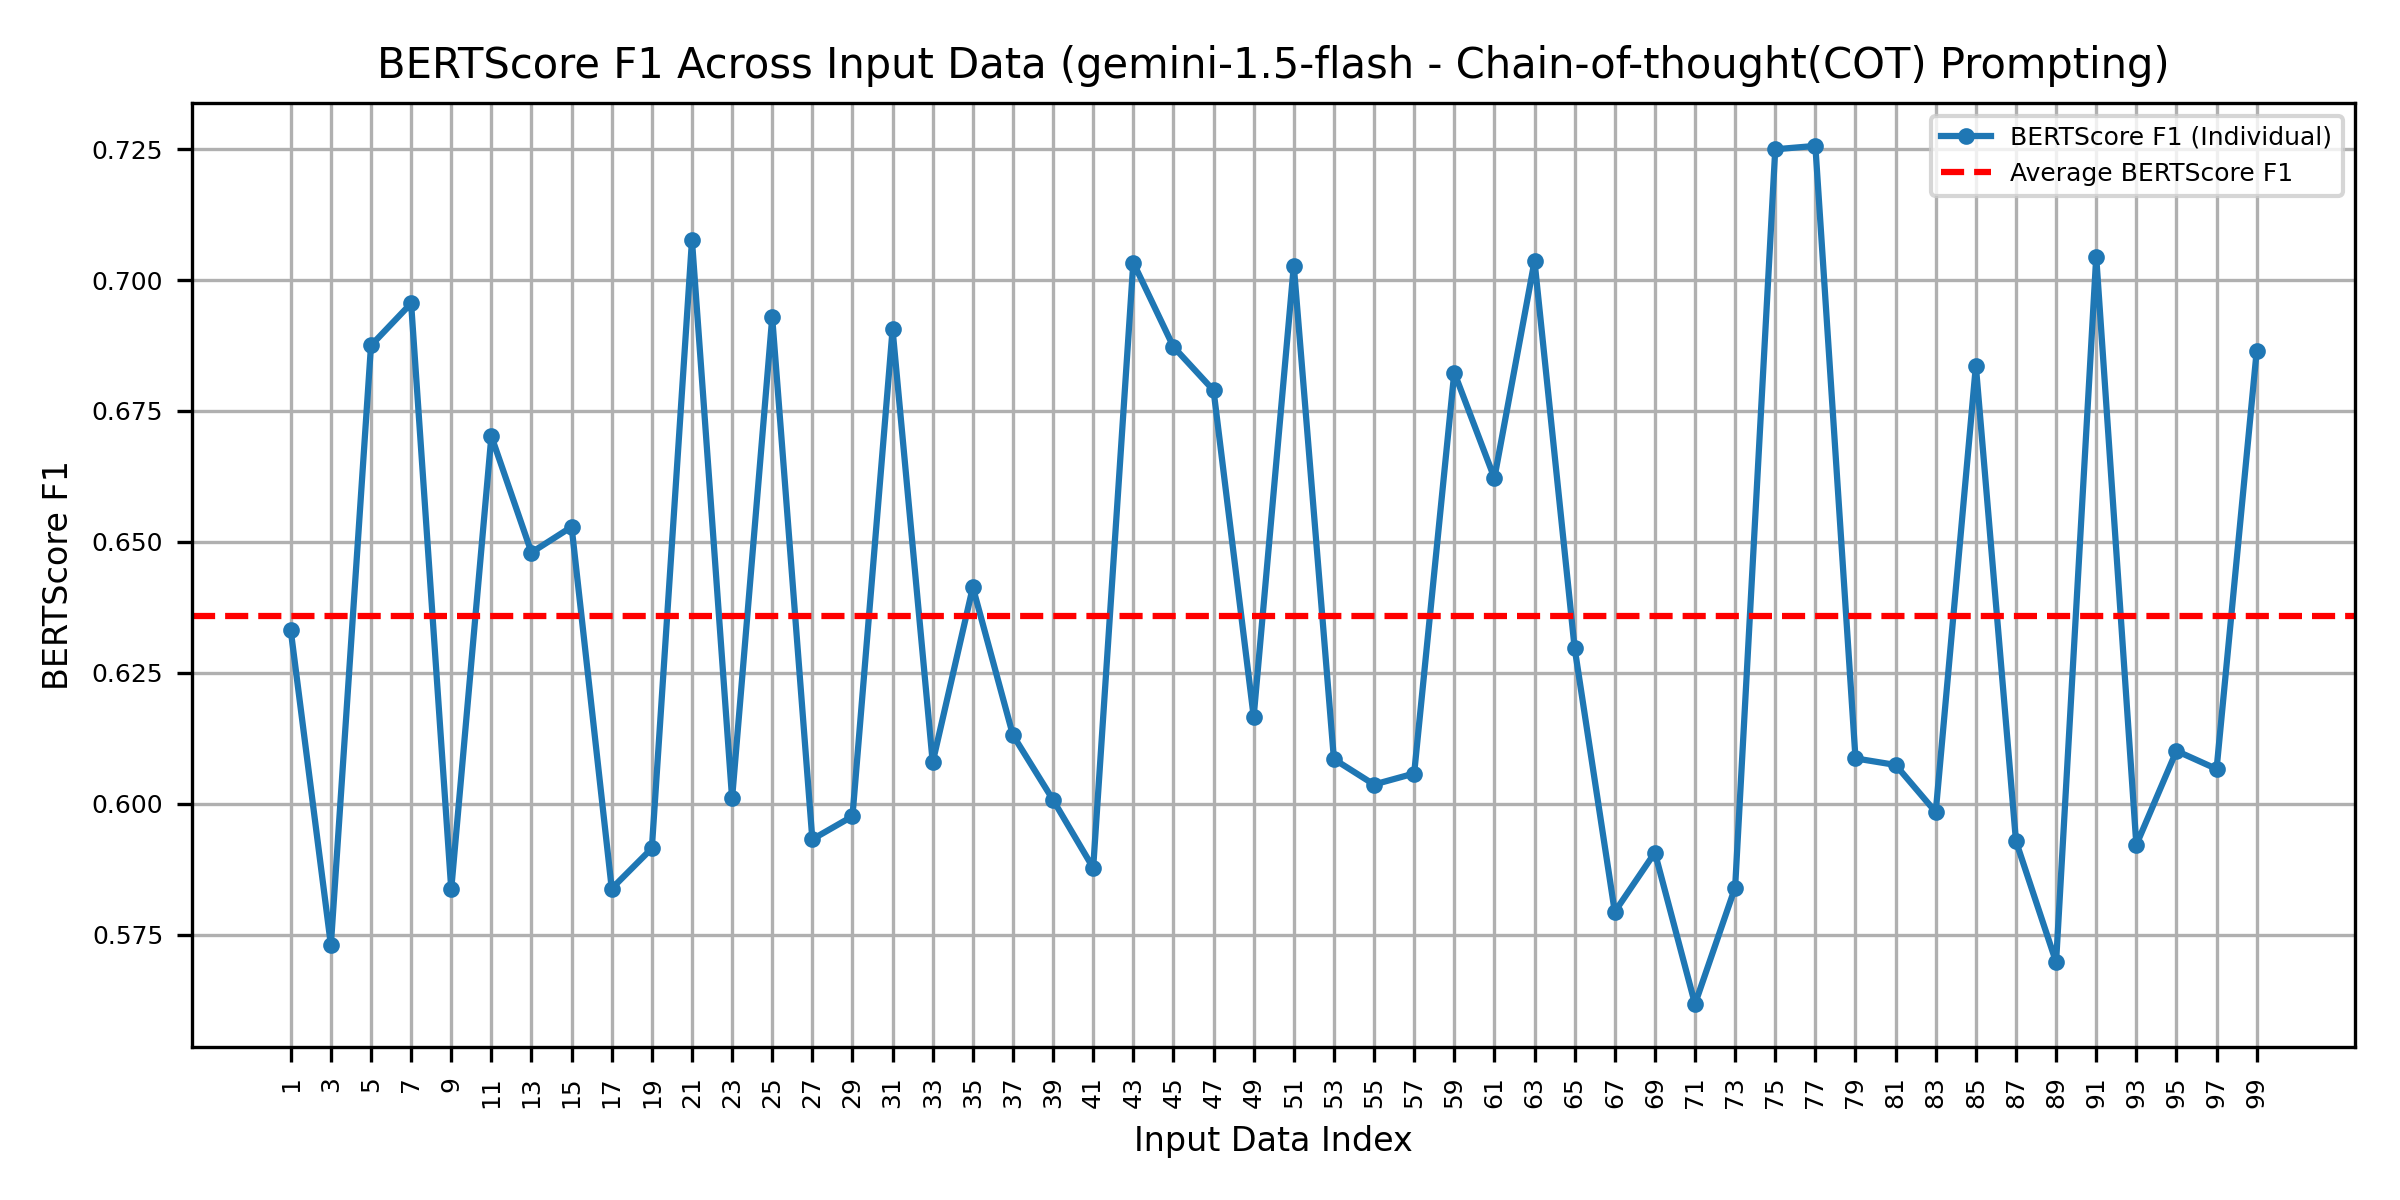 BERTScore F1 Across Input Data (gemini-1.5-flash - Chain-of-thought(COT) Prompting)
BERTScore F1 (Individual)
Average BERTScore F1
BERTScore F1
0.725
0.700
0.675
0.650
0.625
0.600
0.575
1 3 5 7 9 11 13 15 17 19 21 23 25 27 29 31 33 35 37 39 41 43 45 47 49 51 53 55 57 59 61 63 65 67 69 71 73 75 77 79 81 83 85 87 89 91 93 95 97 99
Input Data Index